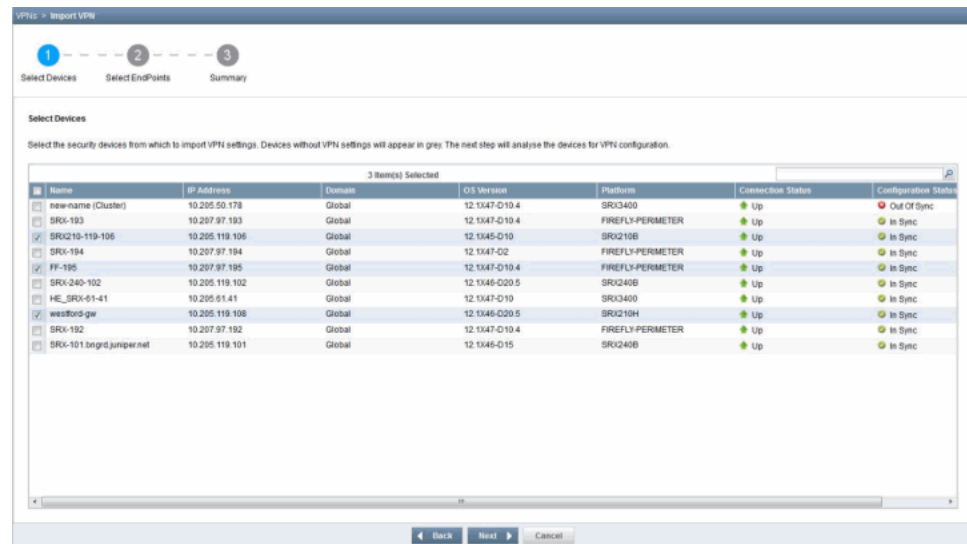 VPNs > Import VPN
1 2 3
Select Devices Select EndPoints Summary
Select Devices
Select the security devices from which to import VPN settings. Devices without VPN settings will appear in grey. The next step will analyse the devices for VPN configuration.
3 Item(s) Selected
Name IP Address Domain OS Version Platform Connection Status Configuration Status
new-name (Cluster) 10.205.50.178 Global 12.1X47-D10.4 SRX3400 Up Out Of Sync
SRX-193 10.207.97.193 Global 12.1X47-D10.4 FIREFLY-PERIMETER Up In Sync
SRX210-119-106 10.205.119.106 Global 12.1X45-D10 SRX210B Up In Sync
SRX-194 10.207.97.194 Global 12.1X47-D2 FIREFLY-PERIMETER Up In Sync
FF-195 10.207.97.195 Global 12.1X47-D10.4 FIREFLY-PERIMETER Up In Sync
SRX-240-102 10.205.119.102 Global 12.1X46-D20.5 SRX240B Up In Sync
HE_SRX-61-41 10.205.61.41 Global 12.1X47-D10 SRX3400 Up In Sync
westford-gw 10.205.119.108 Global 12.1X46-D20.5 SRX210H Up In Sync
SRX-192 10.207.97.192 Global 12.1X47-D10.4 FIREFLY-PERIMETER Up In Sync
SRX-101.bngrd.juniper.net 10.205.119.101 Global 12.1X46-D15 SRX240B Up In Sync
Back Next Cancel